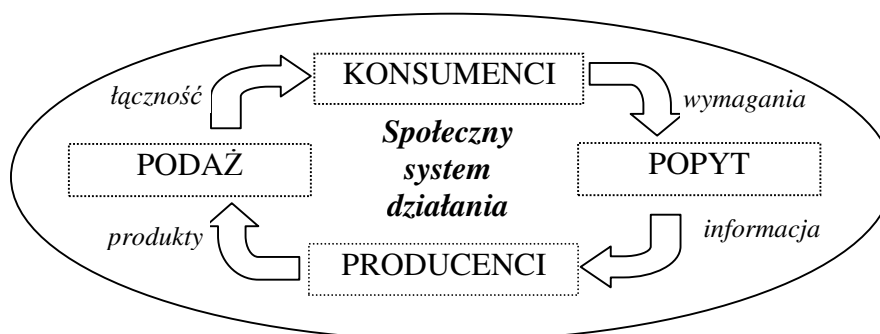 KONSUMENCI
łączność
wymagania
Społeczny
system
działania
PODAŻ
POPYT
produkty
informacja
PRODUCENCI